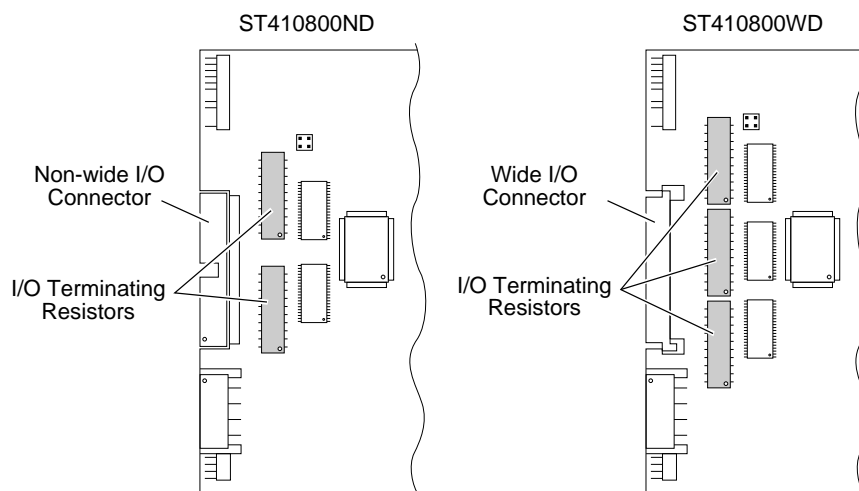 ST410800ND
Non-wide I/O
Connector
I/O Terminating
Resistors
ST410800WD
Wide I/O
Connector
I/O Terminating
Resistors